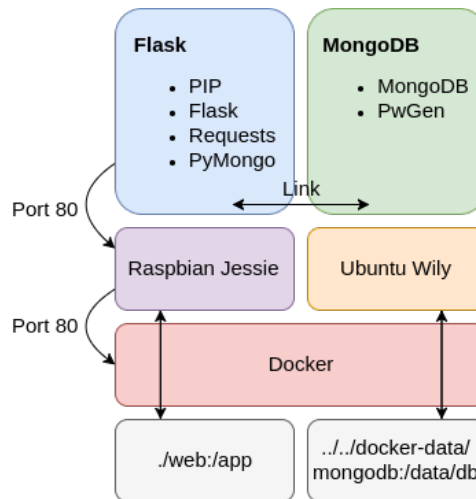 Flask
PIP
Flask
Requests
PyMongo
MongoDB
MongoDB
PwGen
Link
Port 80
Raspbian Jessie
Ubuntu Wily
Port 80
Docker
./web:/app
../../docker-data/
mongodb:/data/db